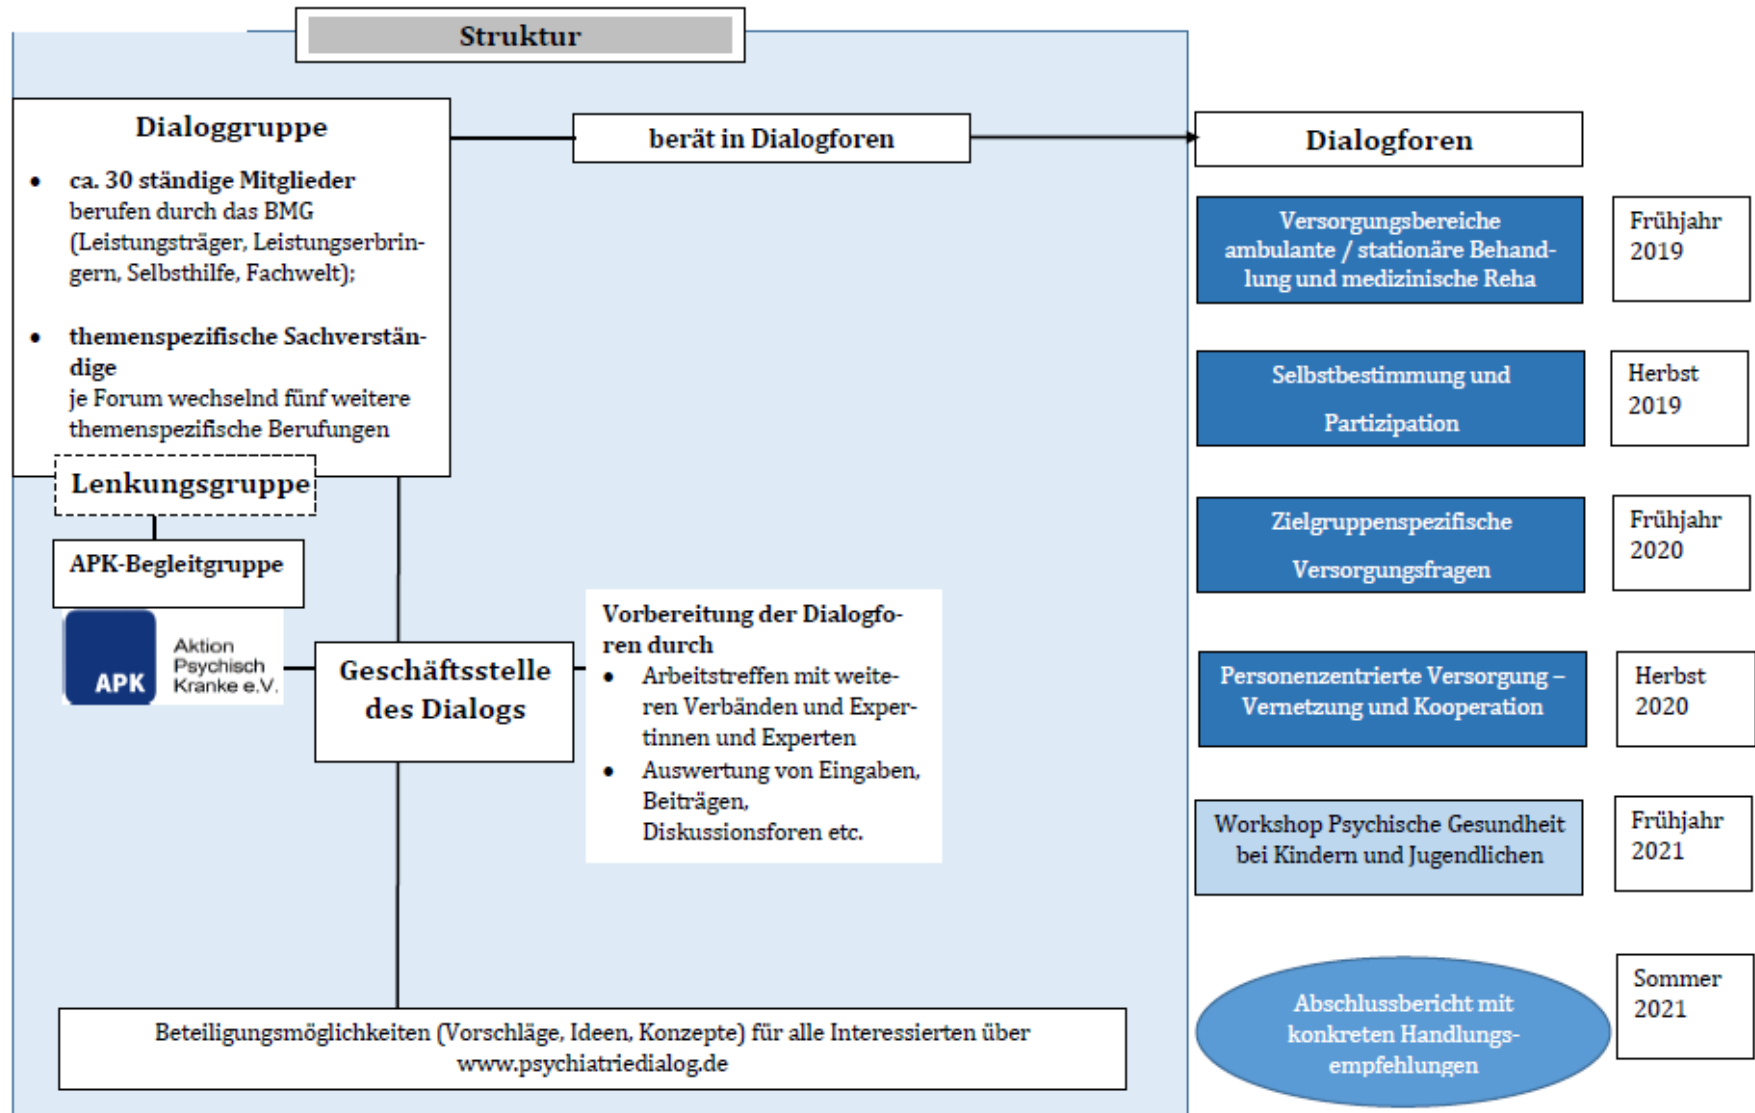 Struktur
Dialoggruppe
• ca. 30 ständige Mitglieder
berufen durch das BMG
(Leistungsträger, Leistungserbrin-
gern, Selbsthilfe, Fachwelt);
• themenspezifische Sachverstän-
dige
je Forum wechselnd fünf weitere
themenspezifische Berufungen
Lenkungsgruppe
APK-Begleitgruppe
APK
Aktion
Psychisch
Kranke e.V.
Geschäftsstelle
des Dialogs
berät in Dialogforen
Vorbereitung der Dialogfo-
ren durch
• Arbeitstreffen mit weite-
ren Verbänden und Exper-
tinnen und Experten
• Auswertung von Eingaben,
Beiträgen,
Diskussionsforen etc.
Beteiligungsmöglichkeiten (Vorschläge, Ideen, Konzepte) für alle Interessierten über
www.psychiatriedialog.de
Dialogforen
Versorgungsbereiche
ambulante / stationäre Behand-
lung und medizinische Reha
Frühjahr
2019
Selbstbestimmung und
Partizipation
Herbst
2019
Zielgruppenspezifische
Versorgungsfragen
Frühjahr
2020
Personenzentrierte Versorgung –
Vernetzung und Kooperation
Herbst
2020
Workshop Psychische Gesundheit
bei Kindern und Jugendlichen
Frühjahr
2021
Abschlussbericht mit
konkreten Handlungs-
empfehlungen
Sommer
2021